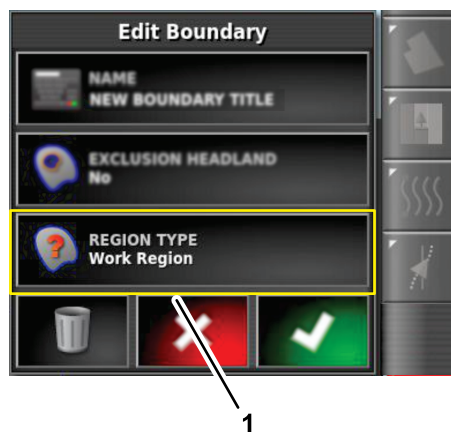 Edit Boundary
NAME
NEW BOUNDARY TITLE
EXCLUSION HEADLAND
No
REGION TYPE
Work Region
1